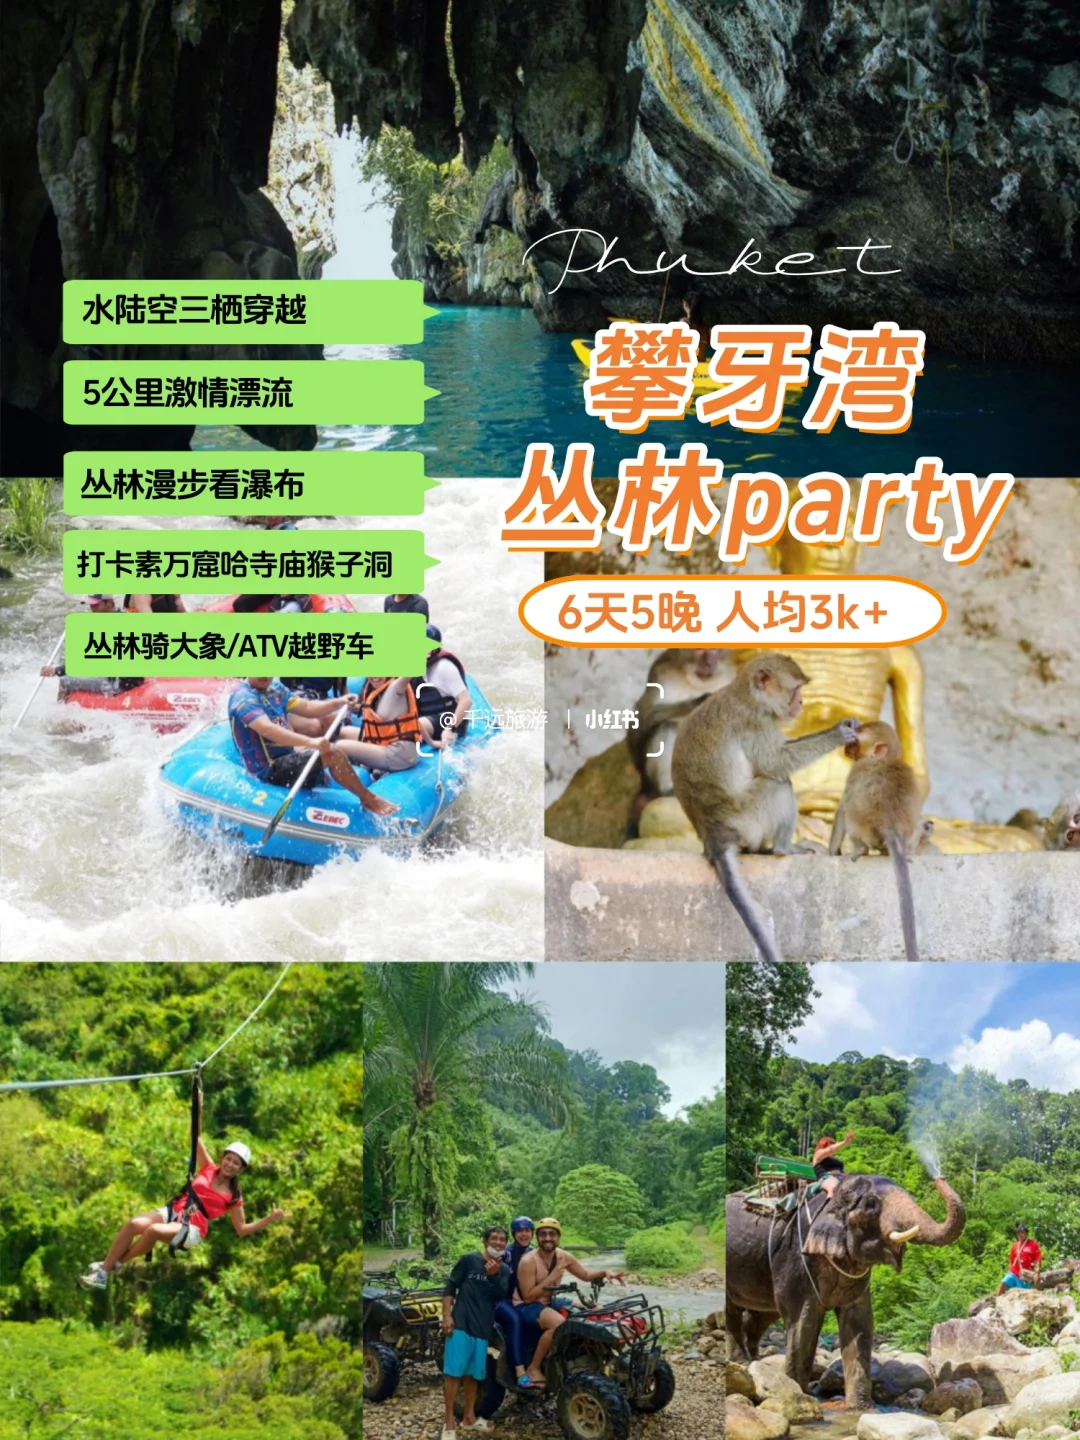 Phuket
水陆空三栖穿越
5公里激情漂流
丛林漫步看瀑布
打卡素万窟哈寺庙猴子洞
丛林骑大象/ATV越野车
攀牙湾
丛林party
6天5晚 人均3k+
@千远旅游 | 小红书
2
ZEBEC